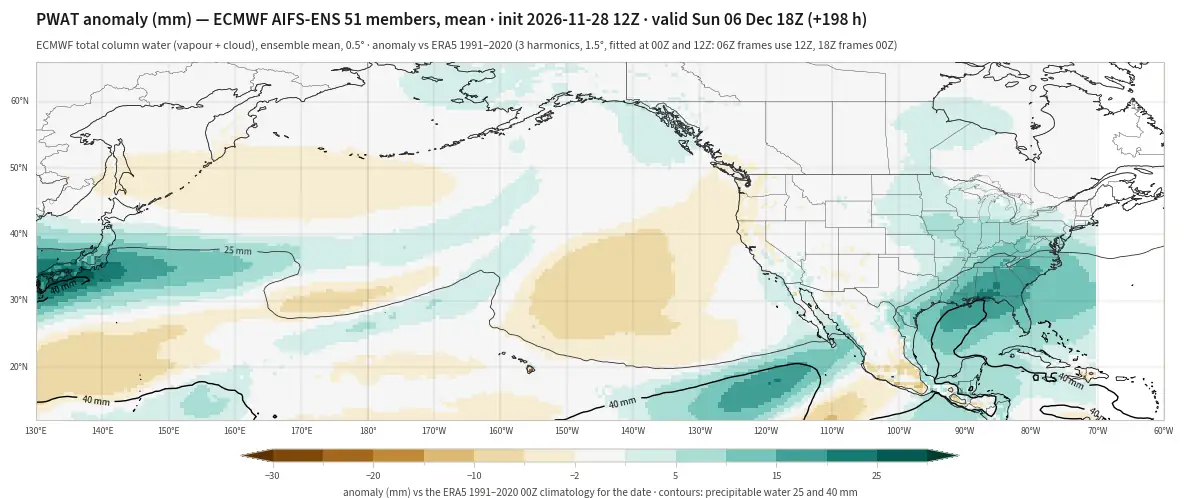 PWAT anomaly (mm) — ECMWF AIFS-ENS 51 members, mean · init 2026-11-28 12Z · valid Sun 06 Dec 18Z (+198 h)
ECMWF total column water (vapour + cloud), ensemble mean, 0.5° · anomaly vs ERA5 1991–2020 (3 harmonics, 1.5°, fitted at 00Z and 12Z: 06Z frames use 12Z, 18Z frames 00Z)
60°N
50°N
40°N
25 mm
40 mm
30°N
20°N
40 mm
40 mm
40 mm
130°E 140°E 150°E 160°E 170°E 180° 170°W 160°W 150°W 140°W 130°W 120°W 110°W 100°W 90°W 80°W 70°W 60°W
−30 −20 −10 −2 5 15 25
anomaly (mm) vs the ERA5 1991–2020 00Z climatology for the date · contours: precipitable water 25 and 40 mm